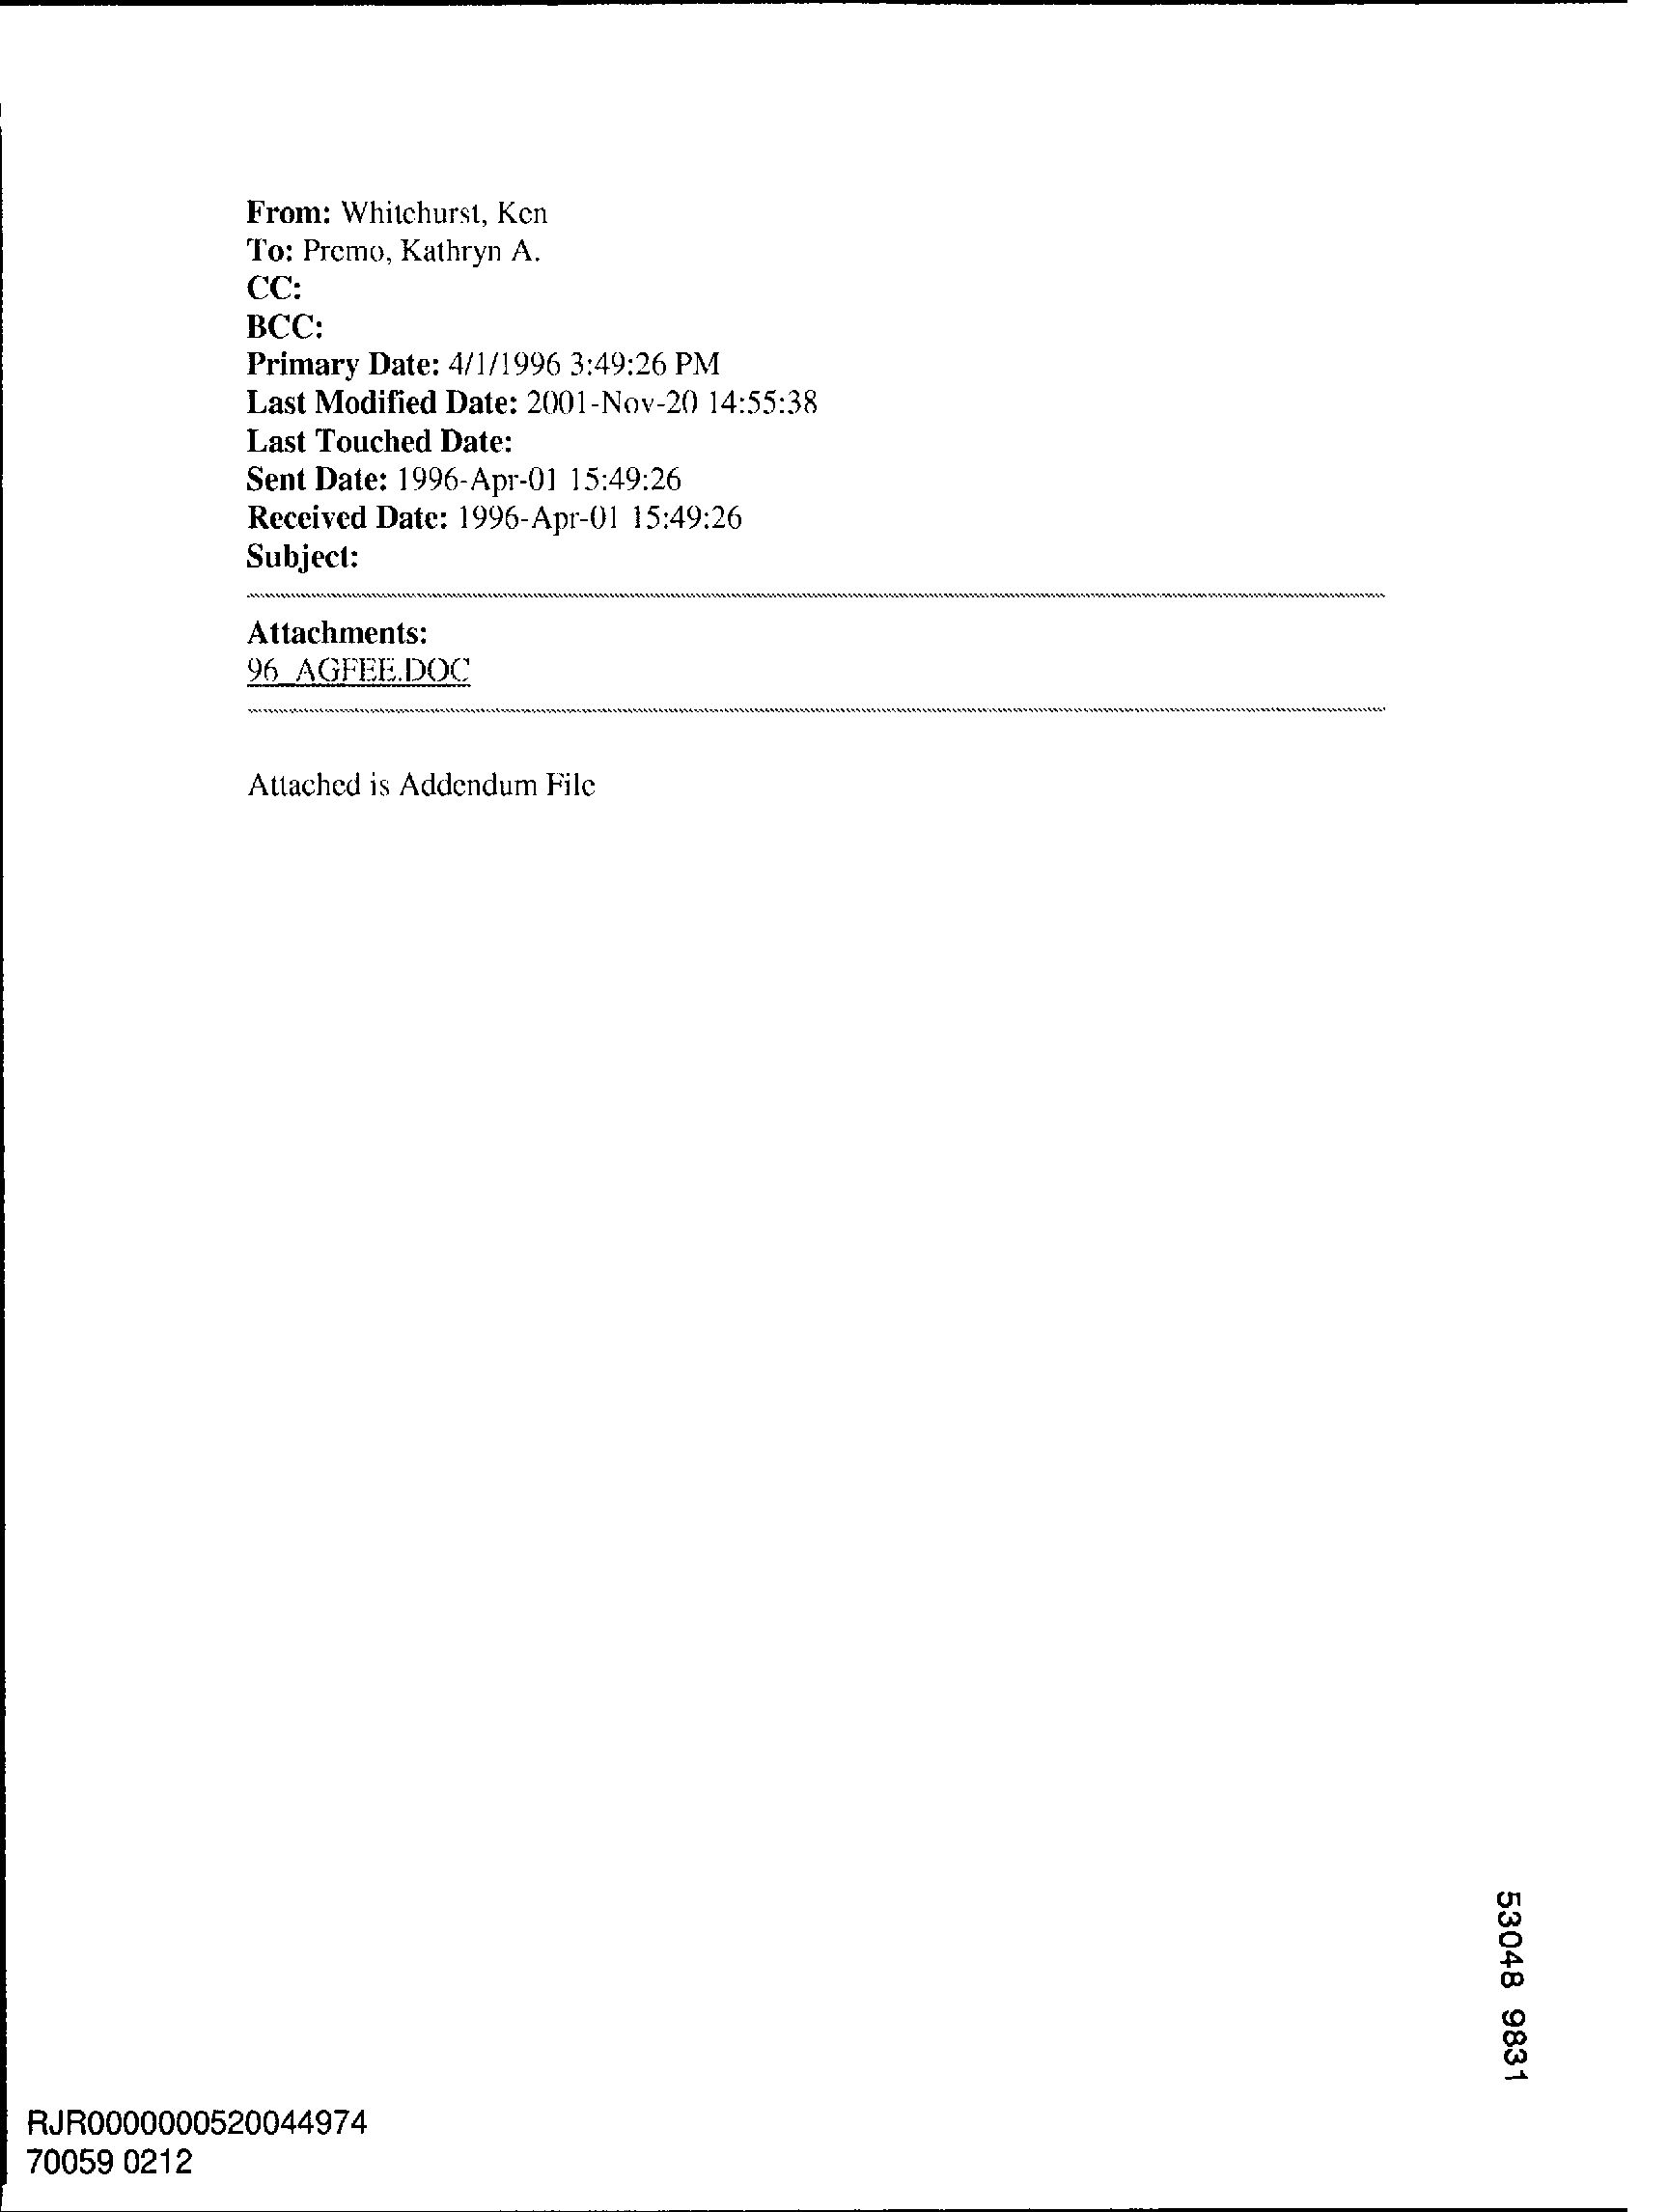 From: Whitehurst, Ken
To: Premo, Kathryn A.
CC:
BCC:
Primary Date: 4/1/1996 3:49:26 PM
Last Modified Date: 2001-Nov-20 14:55:38
Last Touched Date:
Sent Date: 1996-Apr-01 15:49:26
Received Date: 1996-Apr-01 15:49:26
Subject:
Attachments:
96_AGFEE.DOC
Attached is Addendum File
53048 9831
RJR0000000520044974
70059 0212